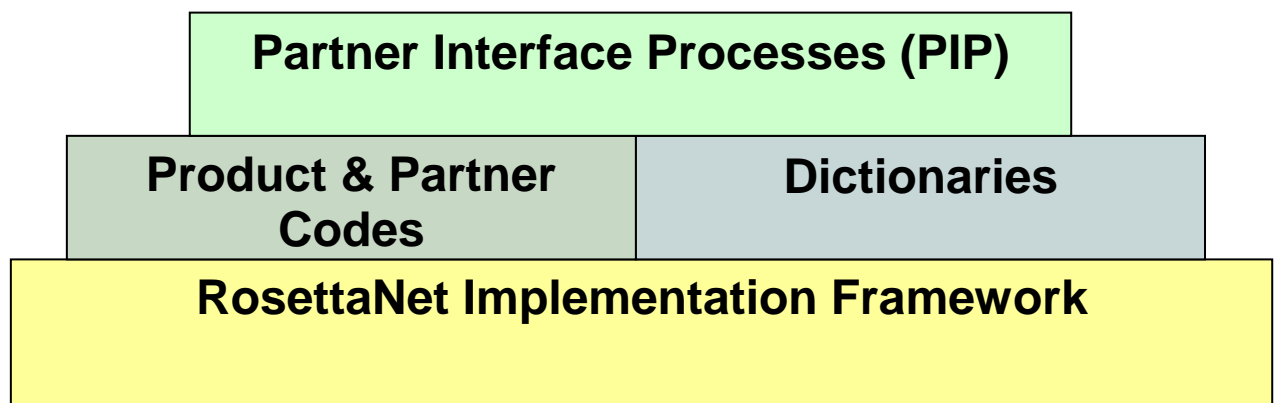 Partner Interface Processes (PIP)
Product & Partner
Codes
Dictionaries
RosettaNet Implementation Framework